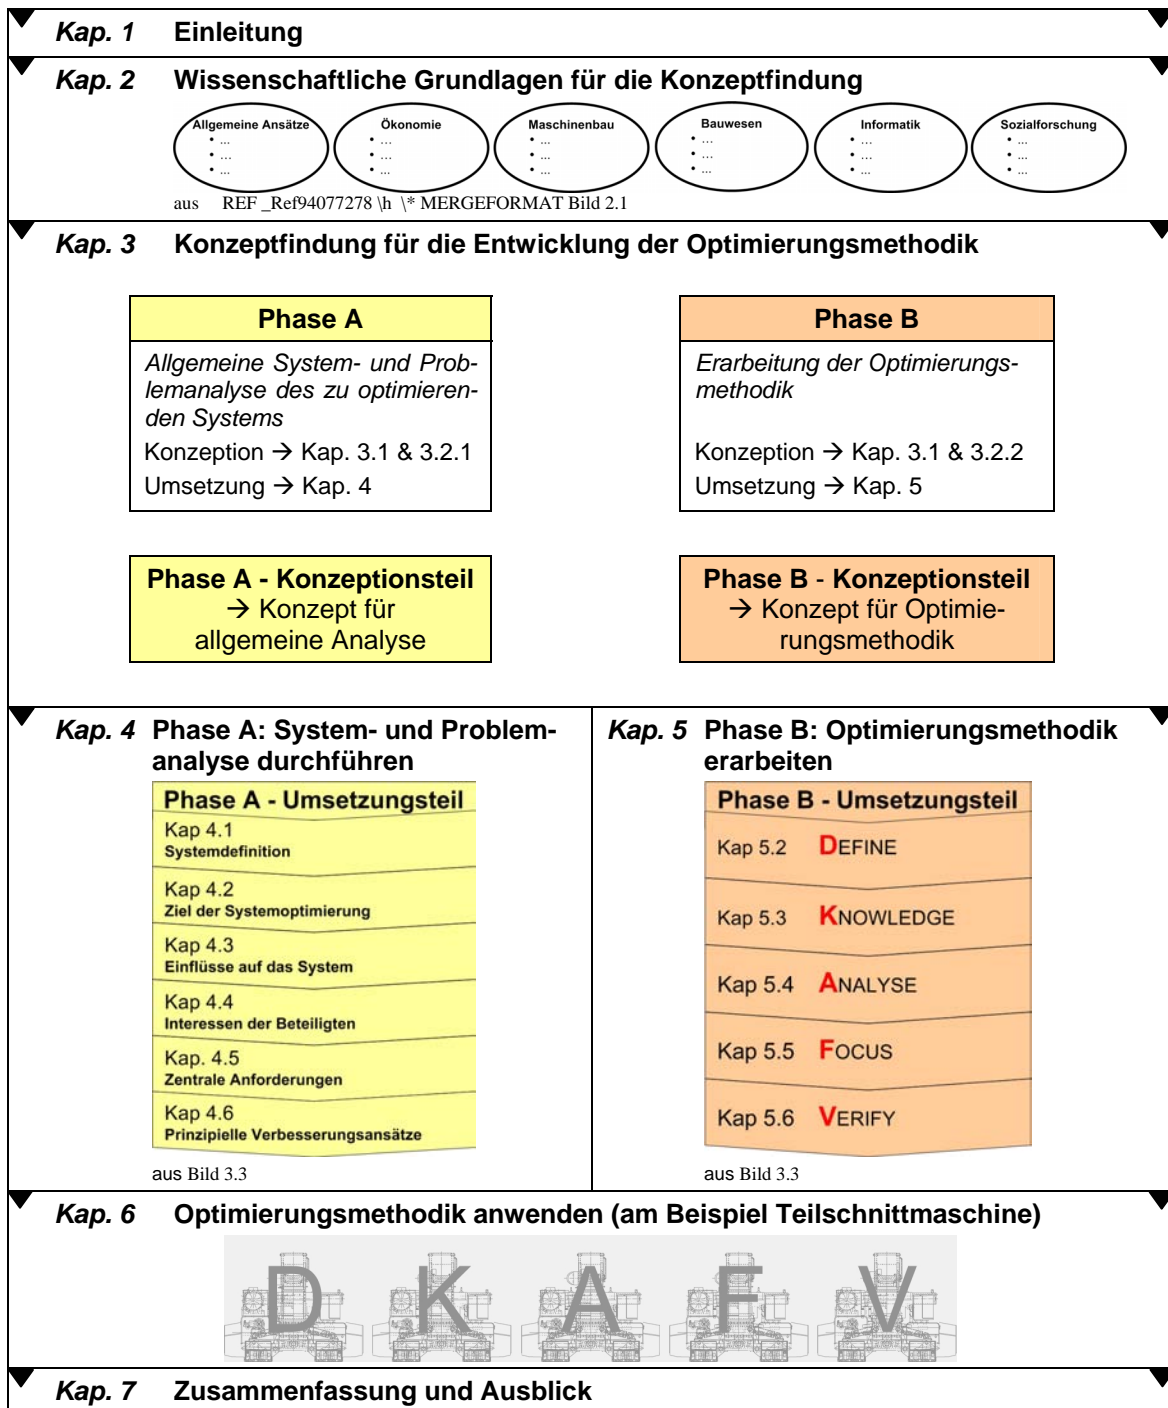 Kap. 1 Einleitung
Kap. 2 Wissenschaftliche Grundlagen für die Konzeptfindung
Allgemeine Ansätze
• ...
• ...
• ...
Ökonomie
• ...
• ...
• ...
Maschinenbau
• ...
• ...
• ...
Bauwesen
• ...
• ...
• ...
Informatik
• ...
• ...
• ...
Sozialforschung
• ...
• ...
• ...
aus REF _Ref94077278 \h \* MERGEFORMAT Bild 2.1
Kap. 3 Konzeptfindung für die Entwicklung der Optimierungsmethodik
Phase A
Allgemeine System- und Prob-
lemanalyse des zu optimieren-
den Systems
Konzeption → Kap. 3.1 & 3.2.1
Umsetzung → Kap. 4
Phase B
Erarbeitung der Optimierungs-
methodik
Konzeption → Kap. 3.1 & 3.2.2
Umsetzung → Kap. 5
Phase A - Konzeptionsteil
→ Konzept für
allgemeine Analyse
Phase B - Konzeptionsteil
→ Konzept für Optimie-
rungsmethodik
Kap. 4 Phase A: System- und Problem-
analyse durchführen
Phase A - Umsetzungsteil
Kap 4.1
Systemdefinition
Kap 4.2
Ziel der Systemoptimierung
Kap 4.3
Einflüsse auf das System
Kap 4.4
Interessen der Beteiligten
Kap. 4.5
Zentrale Anforderungen
Kap 4.6
Prinzipielle Verbesserungsansätze
aus Bild 3.3
Kap. 5 Phase B: Optimierungsmethodik
erarbeiten
Phase B - Umsetzungsteil
Kap 5.2 DEFINE
Kap 5.3 KNOWLEDGE
Kap 5.4 ANALYSE
Kap 5.5 FOCUS
Kap 5.6 VERIFY
aus Bild 3.3
Kap. 6 Optimierungsmethodik anwenden (am Beispiel Teilschnittmaschine)
D K A F V
Kap. 7 Zusammenfassung und Ausblick